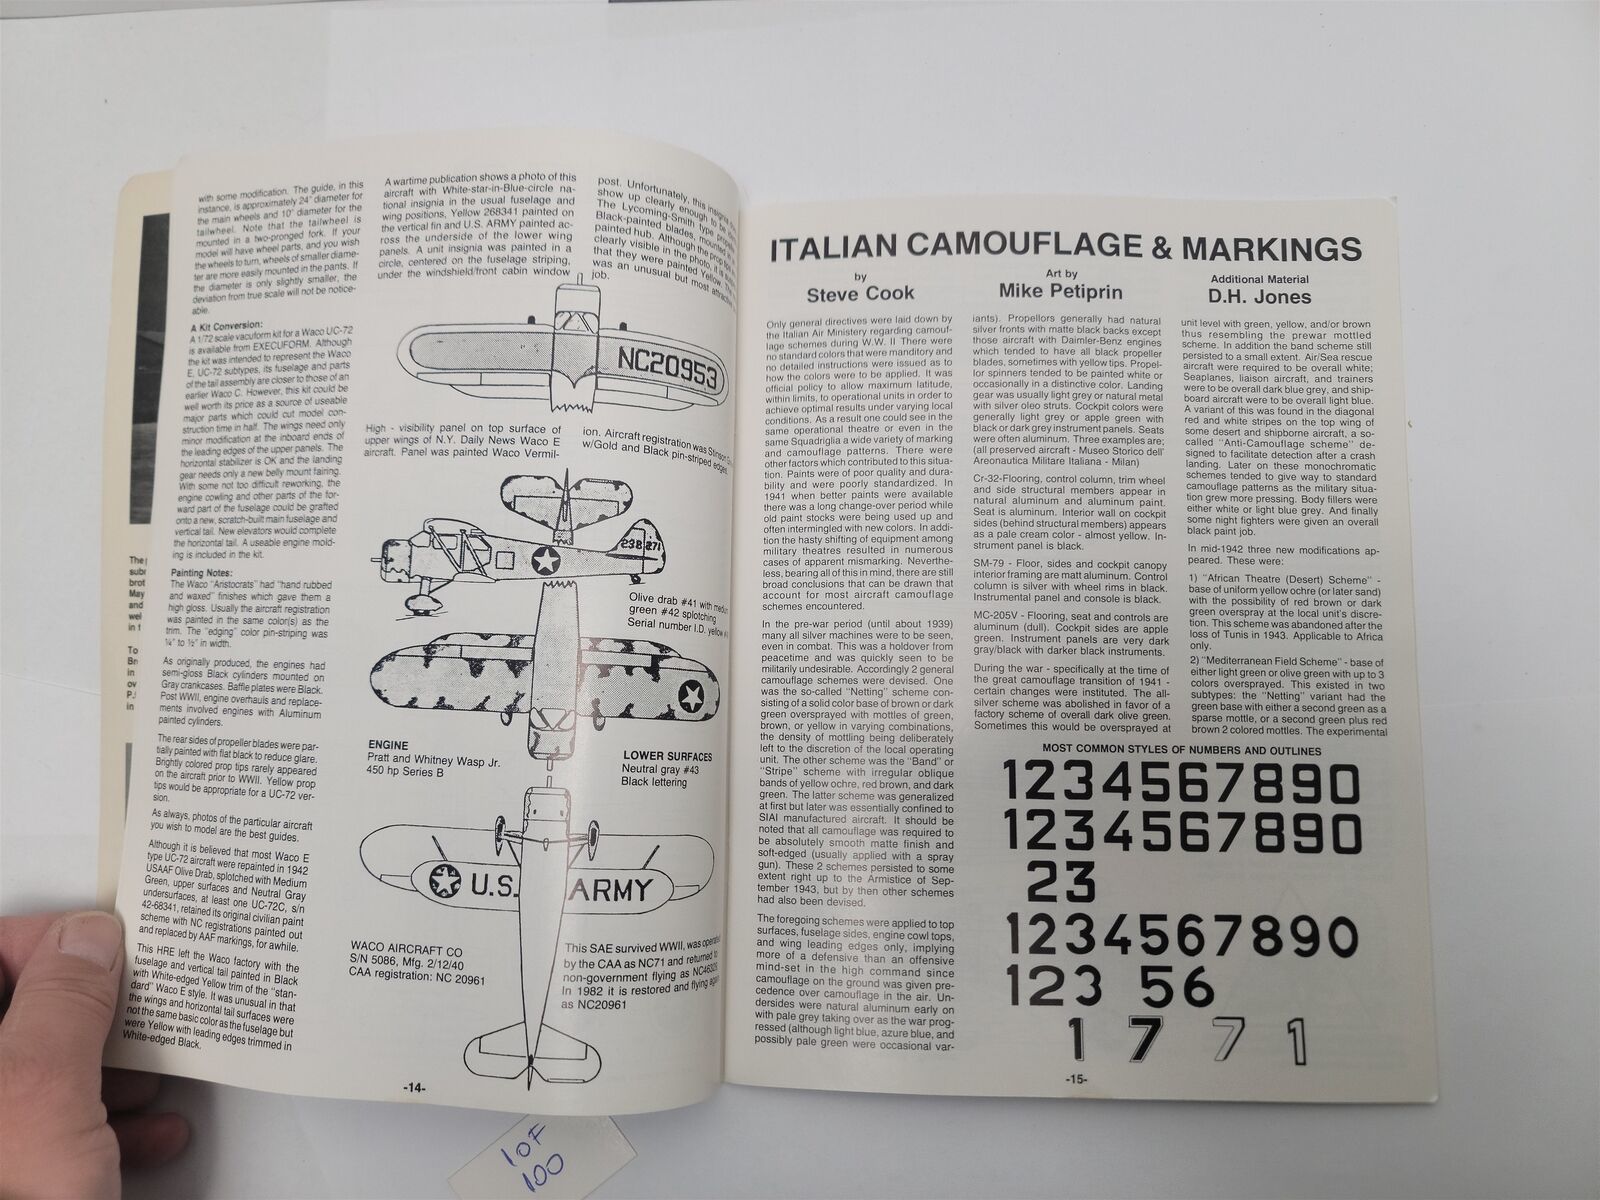 with some modification. The guide, in this
instance, is approximately 24" diameter for
the main wheels and 10" diameter for the
tailwheel. Note that the tailwheel is
mounted in a two-pronged fork. If your
model will have wheel parts, and you wish
the wheels to turn, wheels of smaller diame-
ter are more easily mounted in the pants. If
the diameter is only slightly smaller, the
deviation from true scale will not be notice-
able.
A Kit Conversion:
A 1/72 scale vacuform kit for a Waco UC-72
is available from EXECUFORM. Although
the kit was intended to represent the Waco
E, UC-72 subtypes, its fuselage and parts
of the tail assembly are closer to those of an
earlier Waco C. However, this kit could be
well worth its price as a source of useable
major parts which could cut model con-
struction time in half. The wings need only
minor modification at the inboard ends of
the leading edges of the upper panels. The
horizontal stabilizer is OK and the landing
gear needs only a new belly mount fairing.
With some not too difficult reworking, the
engine cowling and other parts of the for-
ward part of the fuselage could be grafted
onto a new, scratch-built main fuselage and
vertical tail. New elevators would complete
the horizontal tail. A useable engine mold-
ing is included in the kit.
Painting Notes:
The Waco "Aristocrats" had "hand rubbed
and waxed" finishes which gave them a
high gloss. Usually the aircraft registration
was painted in the same color(s) as the
trim. The "edging" color pin-striping was
¼" to ½" in width.
As originally produced, the engines had
semi-gloss Black cylinders mounted on
Gray crankcases. Baffle plates were Black.
Post WWII, engine overhauls and replace-
ments involved engines with Aluminum
painted cylinders.
The rear sides of propeller blades were par-
tially painted with flat black to reduce glare.
Brightly colored prop tips rarely appeared
on the aircraft prior to WWII. Yellow prop
tips would be appropriate for a UC-72 ver-
sion.
As always, photos of the particular aircraft
you wish to model are the best guides.
Although it is believed that most Waco E
type UC-72 aircraft were repainted in 1942
USAAF Olive Drab, splotched with Medium
Green, upper surfaces and Neutral Gray
undersurfaces, at least one UC-72C, s/n
42-68341, retained its original civilian paint
scheme with NC registrations painted out
and replaced by AAF markings, for awhile.
This HRE left the Waco factory with the
fuselage and vertical tail painted in Black
with White-edged Yellow trim of the "stan-
dard" Waco E style. It was unusual in that
the wings and horizontal tail surfaces were
not the same basic color as the fuselage but
were Yellow with leading edges trimmed in
White-edged Black.
A wartime publication shows a photo of this
aircraft with White-star-in-Blue-circle na-
tional insignia in the usual fuselage and
wing positions, Yellow 268341 painted on
the vertical fin and U.S. ARMY painted ac-
ross the underside of the lower wing
panels. A unit insignia was painted in a
circle, centered on the fuselage striping,
under the windshield/front cabin window
post. Unfortunately, this insignia
show up clearly enough to be
The Lycoming-Smith type
Black-painted blades, mounted
painted hub. Although the prop tips
clearly visible in the photo, it is
that they were painted Yellow.
was an unusual but most
job.
NC20953
High - visibility panel on top surface of
upper wings of N.Y. Daily News Waco E
aircraft. Panel was painted Waco Vermil-
ion. Aircraft registration was Stinson
w/Gold and Black pin-striped edges.
238 271
Olive drab #41 with
green #42 splotching
Serial number I.D. yellow
ENGINE
Pratt and Whitney Wasp Jr.
450 hp Series B
LOWER SURFACES
Neutral gray #43
Black lettering
U.S. ARMY
WACO AIRCRAFT CO
S/N 5086, Mfg. 2/12/40
CAA registration: NC 20961
This SAE survived WWII, was
by the CAA as NC71 and returned to
non-government flying as
In 1982 it is restored and flying
as NC20961
-14-
The
brot
May
and
wel
in
To
in
ov
in
ITALIAN CAMOUFLAGE & MARKINGS
by
Steve Cook
Art by
Mike Petiprin
Additional Material
D.H. Jones
Only general directives were laid down by
the Italian Air Ministery regarding camouf-
lage schemes during W.W. II There were
no standard colors that were manditory and
no detailed instructions were issued as to
how the colors were to be applied. It was
official policy to allow maximum latitude,
within limits, to operational units in order to
achieve optimal results under varying local
conditions. As a result one could see in the
same operational theatre or even in the
same Squadriglia a wide variety of marking
and camouflage patterns. There were
other factors which contributed to this situa-
tion. Paints were of poor quality and dura-
bility and were poorly standardized. In
1941 when better paints were available
there was a long change-over period while
old paint stocks were being used up and
often intermingled with new colors. In addi-
tion the hasty shifting of equipment among
military theatres resulted in numerous
cases of apparent mismarking. Neverthe-
less, bearing all of this in mind, there are still
broad conclusions that can be drawn that
account for most aircraft camouflage
schemes encountered.
In the pre-war period (until about 1939)
many all silver machines were to be seen,
even in combat. This was a holdover from
peacetime and was quickly seen to be
militarily undesirable. Accordingly 2 general
camouflage schemes were devised. One
was the so-called "Netting" scheme con-
sisting of a solid color base of brown or dark
green oversprayed with mottles of green,
brown, or yellow in varying combinations,
the density of mottling being deliberately
left to the discretion of the local operating
unit. The other scheme was the "Band" or
"Stripe" scheme with irregular oblique
bands of yellow ochre, red brown, and dark
green. The latter scheme was generalized
at first but later was essentially confined to
SIAI manufactured aircraft. It should be
noted that all camouflage was required to
be absolutely smooth matte finish and
soft-edged (usually applied with a spray
gun). These 2 schemes persisted to some
extent right up to the Armistice of Sep-
tember 1943, but by then other schemes
had also been devised.
The foregoing schemes were applied to top
surfaces, fuselage sides, engine cowl tops,
and wing leading edges only, implying
more of a defensive than an offensive
mind-set in the high command since
camouflage on the ground was given pre-
cedence over camouflage in the air. Un-
dersides were natural aluminum early on
with pale grey taking over as the war prog-
ressed (although light blue, azure blue, and
possibly pale green were occasional var-
iants). Propellors generally had natural
silver fronts with matte black backs except
those aircraft with Daimler-Benz engines
which tended to have all black propeller
blades, sometimes with yellow tips. Propel-
lor spinners tended to be painted white or
occasionally in a distinctive color. Landing
gear was usually light grey or natural metal
with silver oleo struts. Cockpit colors were
generally light grey or apple green with
black or dark grey instrument panels. Seats
were often aluminum. Three examples are;
(all preserved aircraft - Museo Storico dell'
Areonautica Militare Italiana - Milan)
Cr-32-Flooring, control column, trim wheel
and side structural members appear in
natural aluminum and aluminum paint.
Seat is aluminum. Interior wall on cockpit
sides (behind structural members) appears
as a pale cream color - almost yellow. In-
strument panel is black.
SM-79 - Floor, sides and cockpit canopy
interior framing are matt aluminum. Control
column is silver with wheel rims in black.
Instrumental panel and console is black.
MC-205V - Flooring, seat and controls are
aluminum (dull). Cockpit sides are apple
green. Instrument panels are very dark
gray/black with darker black instruments.
During the war - specifically at the time of
the great camouflage transition of 1941 -
certain changes were instituted. The all-
silver scheme was abolished in favor of a
factory scheme of overall dark olive green.
Sometimes this would be oversprayed at
unit level with green, yellow, and/or brown
thus resembling the prewar mottled
scheme. In addition the band scheme still
persisted to a small extent. Air/Sea rescue
aircraft were required to be overall white;
Seaplanes, liaison aircraft, and trainers
were to be overall dark blue grey, and ship-
board aircraft were to be overall light blue.
A variant of this was found in the diagonal
red and white stripes on the top wing of
some desert and shipborne aircraft, a so-
called "Anti-Camouflage scheme" de-
signed to facilitate detection after a crash
landing. Later on these monochromatic
schemes tended to give way to standard
camouflage patterns as the military situa-
tion grew more pressing. Body fillers were
either white or light blue grey. And finally
some night fighters were given an overall
black paint job.
In mid-1942 three new modifications ap-
peared. These were:
1) "African Theatre (Desert) Scheme" -
base of uniform yellow ochre (or later sand)
with the possibility of red brown or dark
green overspray at the local unit's discre-
tion. This scheme was abandoned after the
loss of Tunis in 1943. Applicable to Africa
only.
2) "Mediterranean Field Scheme" - base of
either light green or olive green with up to 3
colors oversprayed. This existed in two
subtypes: the "Netting" variant had the
green base with either a second green as a
sparse mottle, or a second green plus red
brown 2 colored mottles. The experimental
MOST COMMON STYLES OF NUMBERS AND OUTLINES
1234567890
1234567890
23
1234567890
123 56
1 7 7 1
-15-
1 OF
100